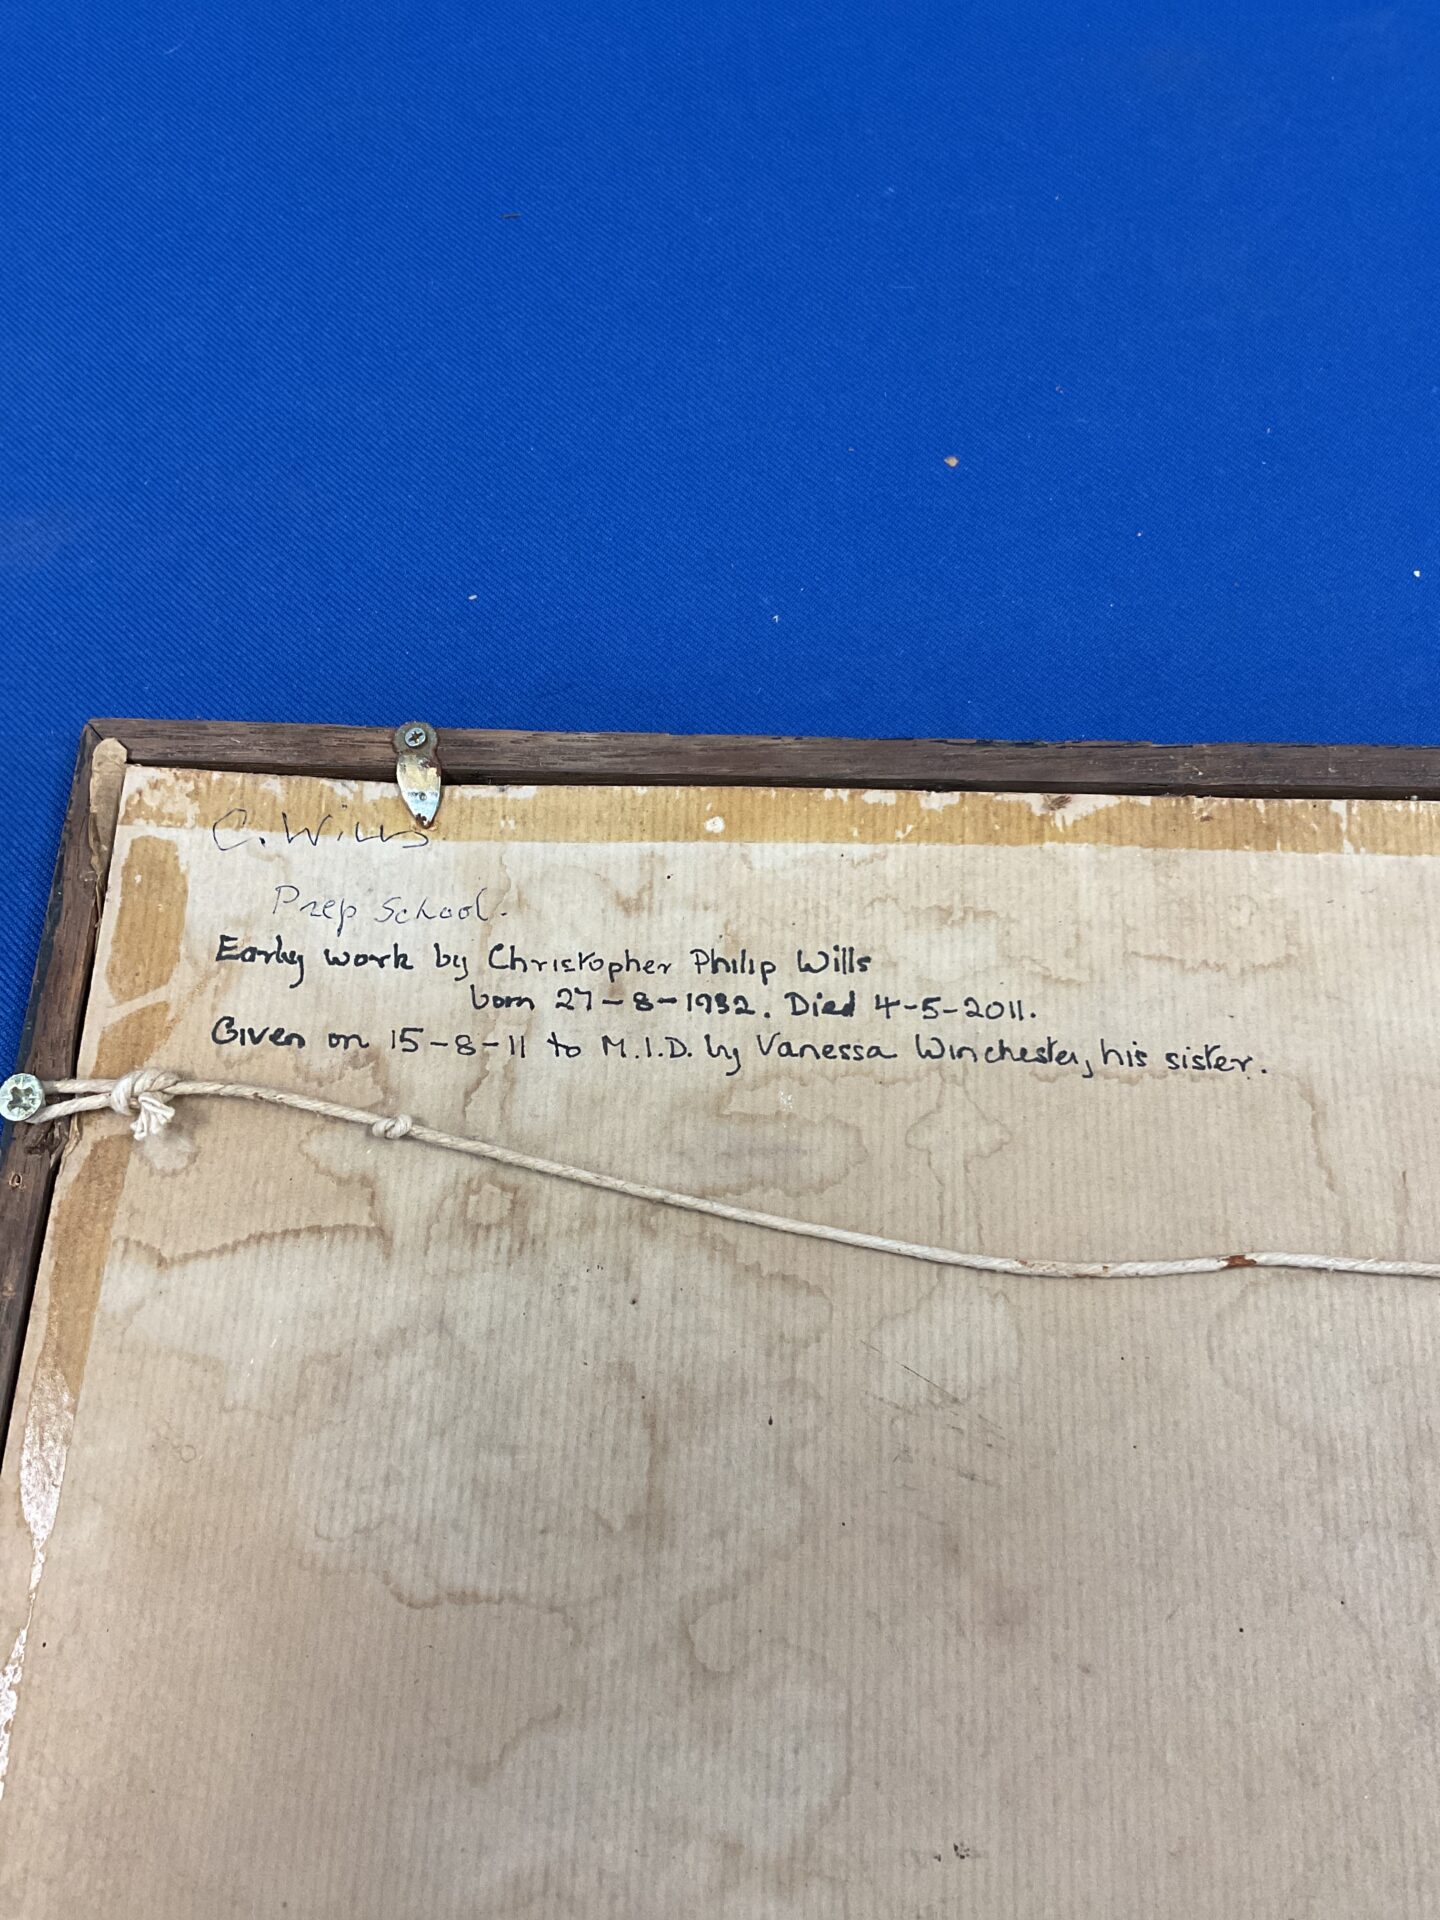 C. Wills
Prep School.
Early work by Christopher Philip Wills
born 27-8-1932. Died 4-5-2011.
Given on 15-8-11 to M.I.D. by Vanessa Winchester, his sister.